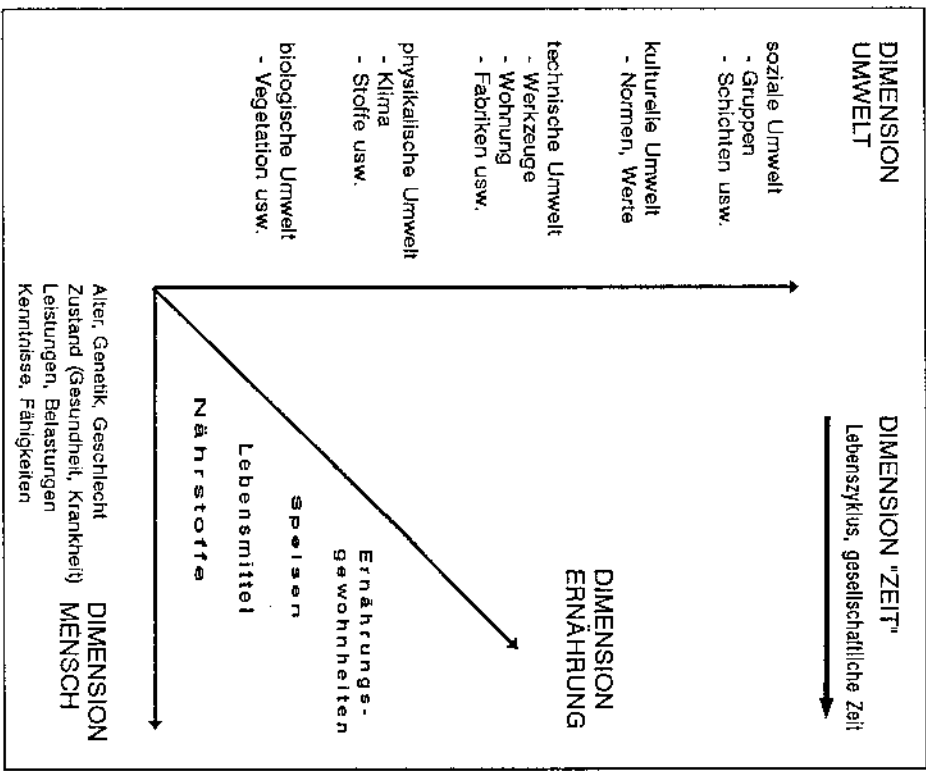 DIMENSION
UMWELT
soziale Umwelt
- Gruppen
- Schichten usw.
kulturelle Umwelt
- Normen, Werte
technische Umwelt
- Werkzeuge
- Wohnung
- Fabriken usw.
physikalische Umwelt
- Klima
- Stoffe usw.
biologische Umwelt
- Vegetation usw.
DIMENSION "ZEIT"
Lebenszyklus, gesellschaftliche Zeit
DIMENSION
ERNÄHRUNG
Ernährungs-
gewohnheiten
Speisen
Lebensmittel
Nährstoffe
Alter, Genetik, Geschlecht
Zustand (Gesundheit, Krankheit)
Leistungen, Belastungen
Kenntnisse, Fähigkeiten
DIMENSION
MENSCH